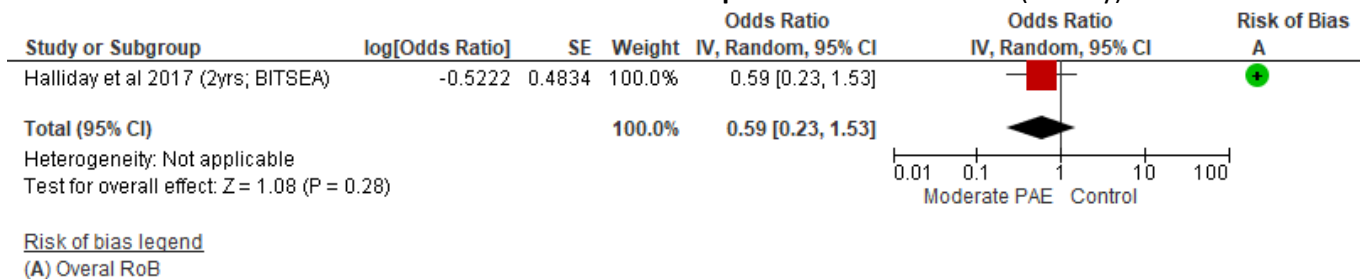 Odds Ratio Odds Ratio Risk of Bias
Study or Subgroup log[Odds Ratio] SE Weight IV, Random, 95% CI IV, Random, 95% CI A
Halliday et al 2017 (2yrs; BITSEA) -0.5222 0.4834 100.0% 0.59 [0.23, 1.53] +
Total (95% CI) 100.0% 0.59 [0.23, 1.53]
Heterogeneity: Not applicable
Test for overall effect: Z = 1.08 (P = 0.28)
0.01 0.1 1 10 100
Moderate PAE Control
Risk of bias legend
(A) Overal RoB